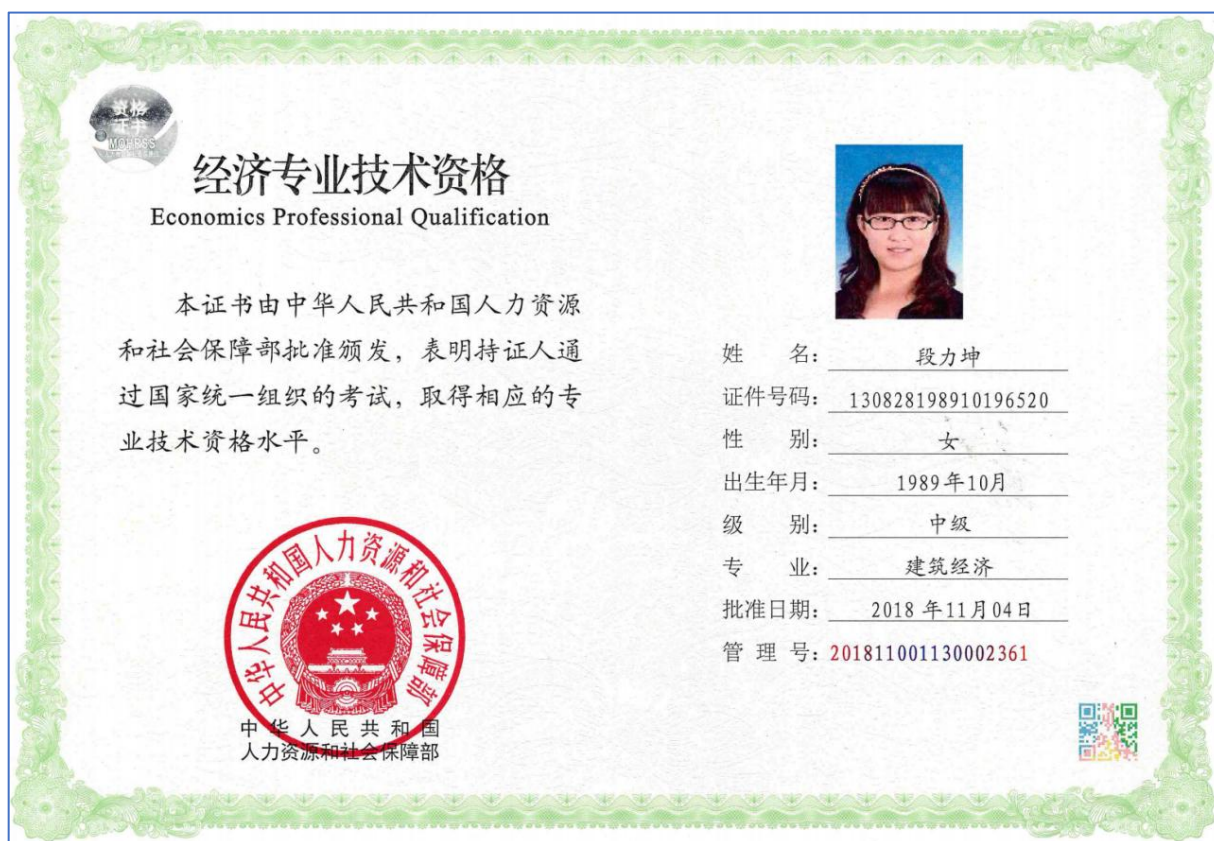 资格
证书
MOHRSS
经济专业技术资格
Economics Professional Qualification
本证书由中华人民共和国人力资源
和社会保障部批准颁发，表明持证人通
过国家统一组织的考试，取得相应的专
业技术资格水平。
中华人民共和国人力资源和社会保障部
中华人民共和国
人力资源和社会保障部
姓　　名：段力坤
证件号码：130828198910196520
性　　别：女
出生年月：1989年10月
级　　别：中级
专　　业：建筑经济
批准日期：2018 年11月04日
管 理 号：201811001130002361